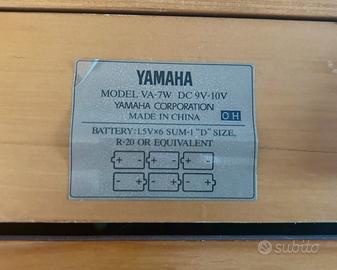 YAMAHA
MODEL VA-7W DC 9V-10V
YAMAHA CORPORATION
MADE IN CHINA
OH
BATTERY:1.5V×6 SUM-1 "D" SIZE,
R-20 OR EQUIVALENT
+ - + - + -
- + - + - +
subito